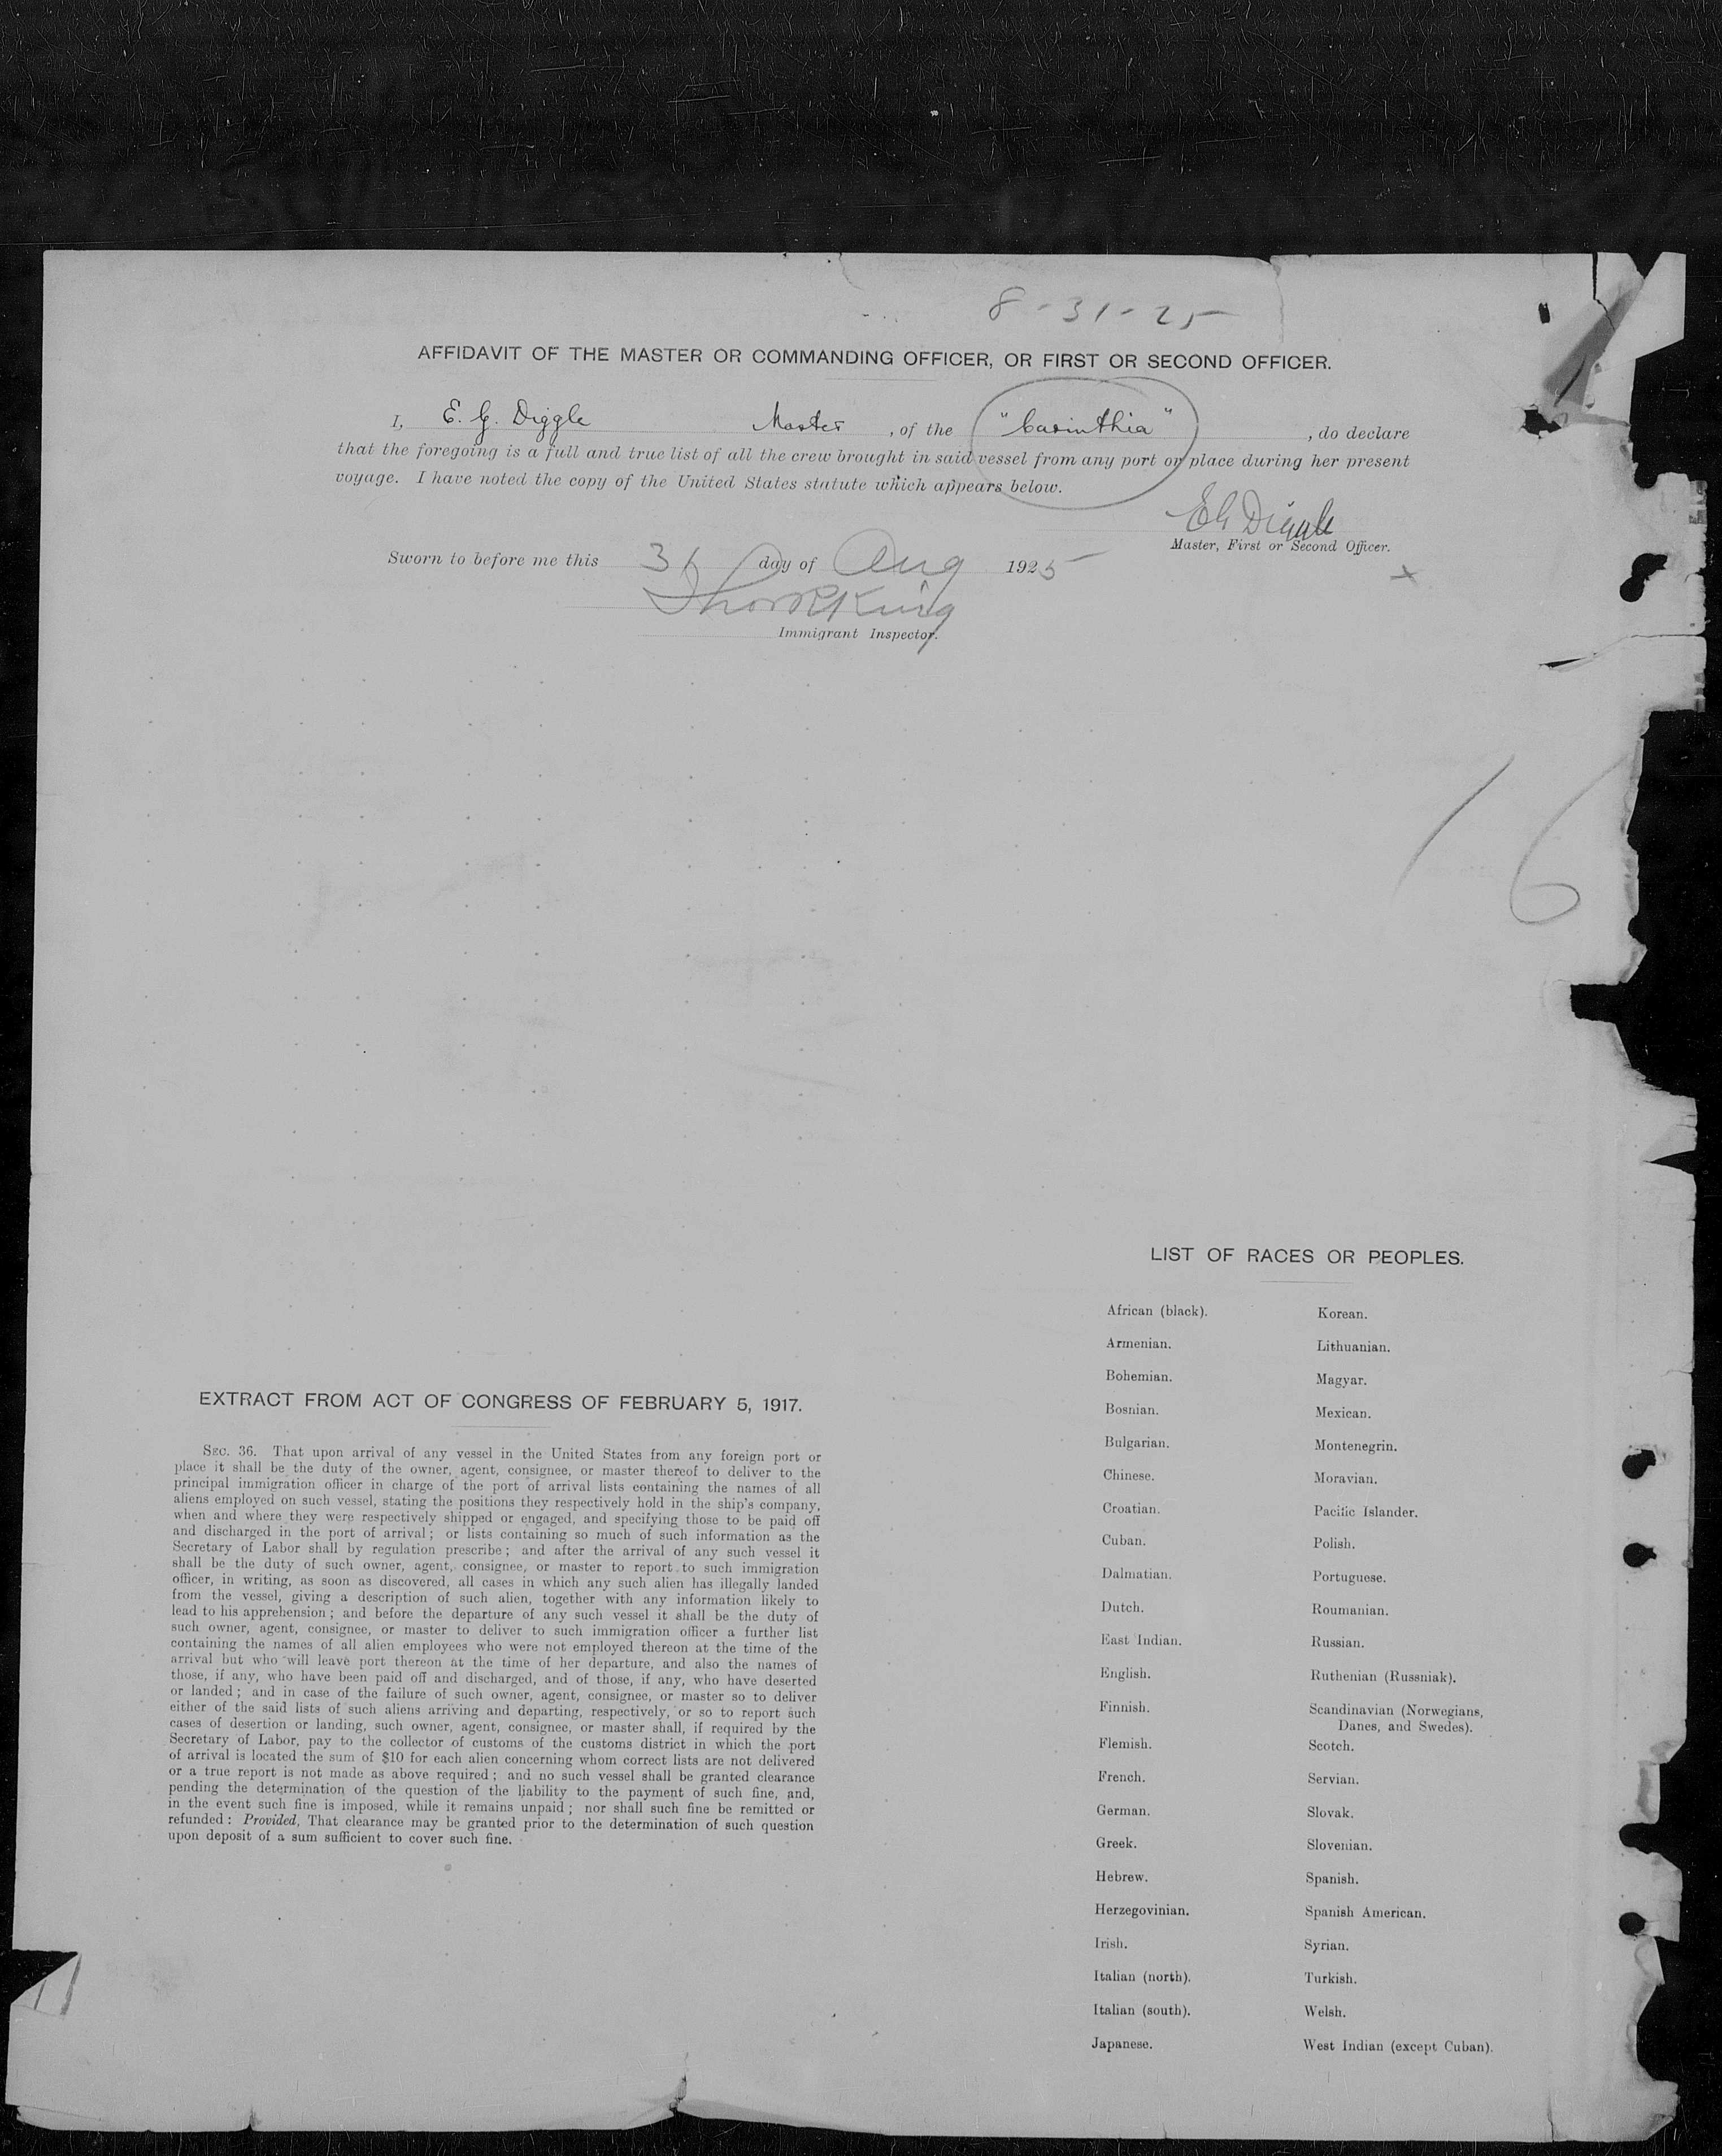 8-31-25
AFFIDAVIT OF THE MASTER OR COMMANDING OFFICER, OR FIRST OR SECOND OFFICER.
I, E. G. Diggle Master , of the "Carinthia" , do declare
that the foregoing is a full and true list of all the crew brought in said vessel from any port or place during her present
voyage. I have noted the copy of the United States statute which appears below.
EG Diggle
Master, First or Second Officer.
Sworn to before me this 31 day of Aug 1925
x
King
Immigrant Inspector.
16
LIST OF RACES OR PEOPLES.
African (black). Korean.
Armenian. Lithuanian.
Bohemian. Magyar.
Bosnian. Mexican.
Bulgarian. Montenegrin.
Chinese. Moravian.
Croatian. Pacific Islander.
Cuban. Polish.
Dalmatian. Portuguese.
Dutch. Roumanian.
East Indian. Russian.
English. Ruthenian (Russniak).
Finnish. Scandinavian (Norwegians,
Danes, and Swedes).
Flemish. Scotch.
French. Servian.
German. Slovak.
Greek. Slovenian.
Hebrew. Spanish.
Herzegovinian. Spanish American.
Irish. Syrian.
Italian (north). Turkish.
Italian (south). Welsh.
Japanese. West Indian (except Cuban).
EXTRACT FROM ACT OF CONGRESS OF FEBRUARY 5, 1917.
SEC. 36. That upon arrival of any vessel in the United States from any foreign port or
place it shall be the duty of the owner, agent, consignee, or master thereof to deliver to the
principal immigration officer in charge of the port of arrival lists containing the names of all
aliens employed on such vessel, stating the positions they respectively hold in the ship's company,
when and where they were respectively shipped or engaged, and specifying those to be paid off
and discharged in the port of arrival; or lists containing so much of such information as the
Secretary of Labor shall by regulation prescribe; and after the arrival of any such vessel it
shall be the duty of such owner, agent, consignee, or master to report to such immigration
officer, in writing, as soon as discovered, all cases in which any such alien has illegally landed
from the vessel, giving a description of such alien, together with any information likely to
lead to his apprehension; and before the departure of any such vessel it shall be the duty of
such owner, agent, consignee, or master to deliver to such immigration officer a further list
containing the names of all alien employees who were not employed thereon at the time of the
arrival but who will leave port thereon at the time of her departure, and also the names of
those, if any, who have been paid off and discharged, and of those, if any, who have deserted
or landed; and in case of the failure of such owner, agent, consignee, or master so to deliver
either of the said lists of such aliens arriving and departing, respectively, or so to report such
cases of desertion or landing, such owner, agent, consignee, or master shall, if required by the
Secretary of Labor, pay to the collector of customs of the customs district in which the port
of arrival is located the sum of $10 for each alien concerning whom correct lists are not delivered
or a true report is not made as above required; and no such vessel shall be granted clearance
pending the determination of the question of the liability to the payment of such fine, and,
in the event such fine is imposed, while it remains unpaid; nor shall such fine be remitted or
refunded: Provided, That clearance may be granted prior to the determination of such question
upon deposit of a sum sufficient to cover such fine.